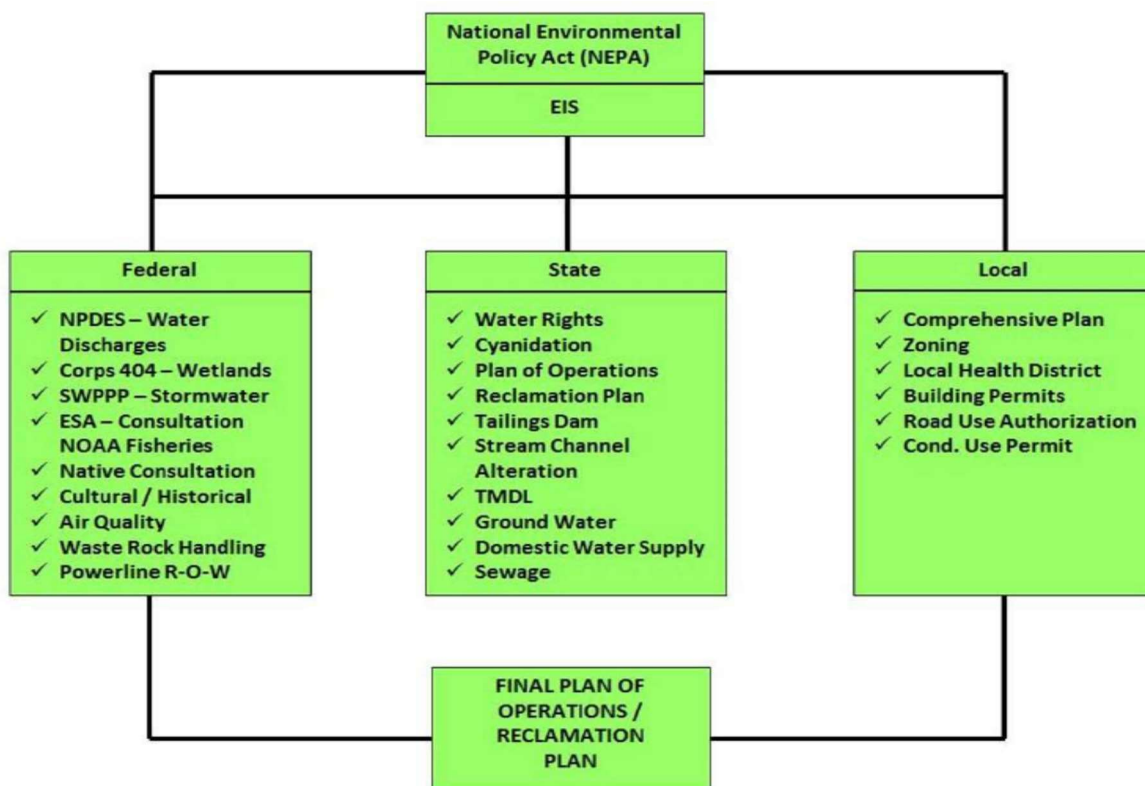 National Environmental
Policy Act (NEPA)
EIS
Federal
✓ NPDES – Water
Discharges
✓ Corps 404 – Wetlands
✓ SWPPP – Stormwater
✓ ESA – Consultation
NOAA Fisheries
✓ Native Consultation
✓ Cultural / Historical
✓ Air Quality
✓ Waste Rock Handling
✓ Powerline R-O-W
State
✓ Water Rights
✓ Cyanidation
✓ Plan of Operations
✓ Reclamation Plan
✓ Tailings Dam
✓ Stream Channel
Alteration
✓ TMDL
✓ Ground Water
✓ Domestic Water Supply
✓ Sewage
Local
✓ Comprehensive Plan
✓ Zoning
✓ Local Health District
✓ Building Permits
✓ Road Use Authorization
✓ Cond. Use Permit
FINAL PLAN OF
OPERATIONS /
RECLAMATION
PLAN